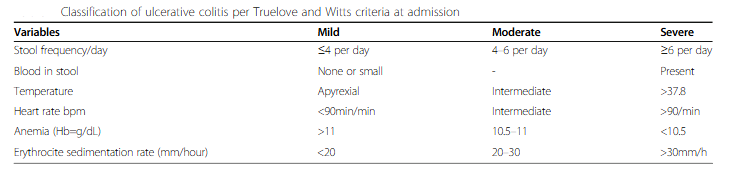 Classification of ulcerative colitis per Truelove and Witts criteria at admission
Variables Mild Moderate Severe
Stool frequency/day ≤4 per day 4–6 per day ≥6 per day
Blood in stool None or small - Present
Temperature Apyrexial Intermediate >37.8
Heart rate bpm <90min/min Intermediate >90/min
Anemia (Hb=g/dL) >11 10.5–11 <10.5
Erythrocite sedimentation rate (mm/hour) <20 20–30 >30mm/h